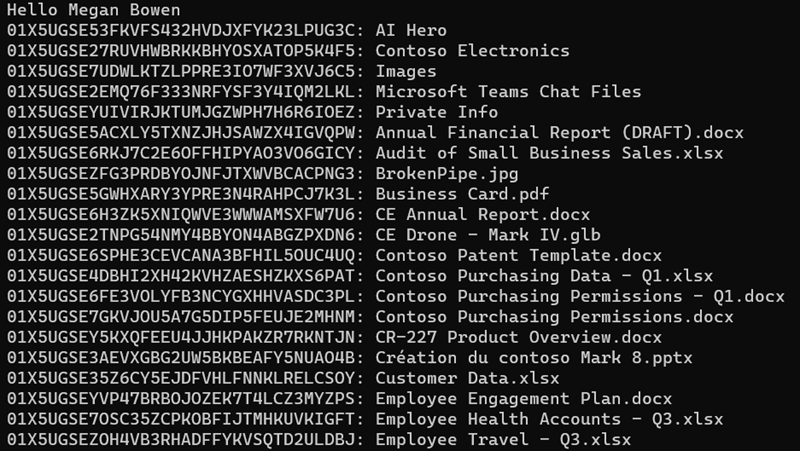 Hello Megan Bowen
01X5UGSE53FKVFS432HVDJXFYK23LPUG3C: AI Hero
01X5UGSE27RUVHWBRKKBHYOSXATOP5K4F5: Contoso Electronics
01X5UGSE7UDWLKTZLPPRE3IO7WF3XVJ6C5: Images
01X5UGSE2EMQ76F333NRFYSF3Y4IQM2LKL: Microsoft Teams Chat Files
01X5UGSEYUIVIRJKTUMJGZWPH7H6R6IOEZ: Private Info
01X5UGSE5ACXLY5TXNZJHJSAWZX4IGVQPW: Annual Financial Report (DRAFT).docx
01X5UGSE6RKJ7C2E6OFFHIPYAO3VO6GICY: Audit of Small Business Sales.xlsx
01X5UGSEZFG3PRDBYOJNFJTXWVBCACPNG3: BrokenPipe.jpg
01X5UGSE5GWHXARY3YPRE3N4RAHPCJ7K3L: Business Card.pdf
01X5UGSE6H3ZK5XNIQWVE3WWWAMSXFW7U6: CE Annual Report.docx
01X5UGSE2TNPG54NMY4BBYON4ABGZPXDN6: CE Drone - Mark IV.glb
01X5UGSE6SPHE3CEVCANA3BFHIL5OUC4UQ: Contoso Patent Template.docx
01X5UGSE4DBHI2XH42KVHZAESHZKXS6PAT: Contoso Purchasing Data - Q1.xlsx
01X5UGSE6FE3VOLYFB3NCYGXHHVASDC3PL: Contoso Purchasing Permissions - Q1.docx
01X5UGSE7GKVJOU5A7G5DIP5FEUJE2MHNM: Contoso Purchasing Permissions.docx
01X5UGSEY5KXQFEEU4JJHKPAKZR7RKNTJN: CR-227 Product Overview.docx
01X5UGSE3AEVXGBG2UW5BKBEAFY5NUAO4B: Création du contoso Mark 8.pptx
01X5UGSE35Z6CY5EJDFVHLFNNKLRELCSOY: Customer Data.xlsx
01X5UGSEYVP47BRBOJOZEK7T4LCZ3MYZPS: Employee Engagement Plan.docx
01X5UGSE7OSC35ZCPKOBFIJTMHKUVKIGFT: Employee Health Accounts - Q3.xlsx
01X5UGSEZOH4VB3RHADFFYKVSQTD2ULDBJ: Employee Travel - Q3.xlsx